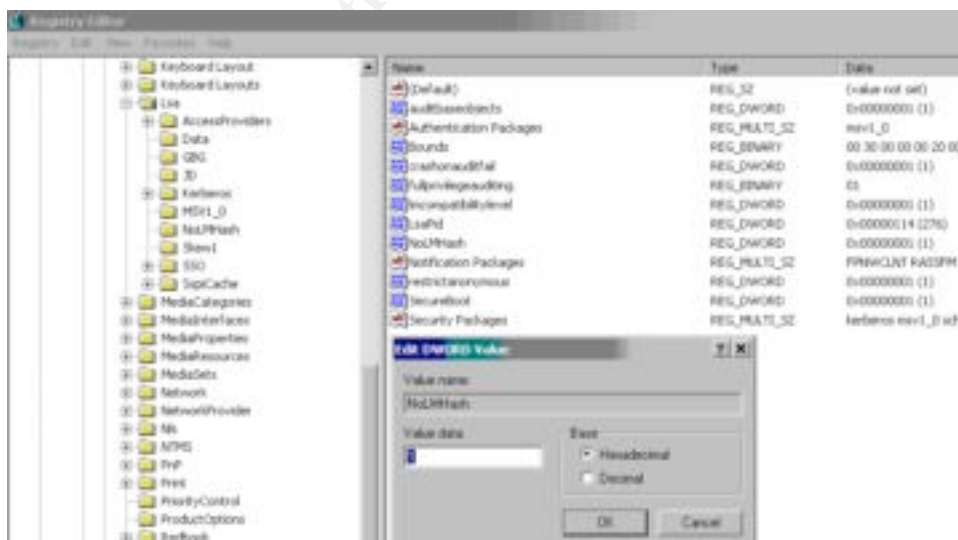 Registry Editor
Registry Edit View Favorites Help
Keyboard Layout
Keyboard Layouts
Lsa
AccessProviders
Data
GBG
JD
Kerberos
MSV1_0
NoLMHash
Skew1
SSO
SspiCache
MediaCategories
MediaInterfaces
MediaProperties
MediaResources
MediaSets
Network
NetworkProvider
Nls
NTMS
PnP
Print
PriorityControl
ProductOptions
Name Type Data
(Default) REG_SZ (value not set)
auditbaseobjects REG_DWORD 0x00000001 (1)
Authentication Packages REG_MULTI_SZ msv1_0
Bounds REG_BINARY 00 30 00 00 00 20 00
crashonauditfail REG_DWORD 0x00000001 (1)
fullprivilegeauditing REG_BINARY 01
lmcompatibilitylevel REG_DWORD 0x00000001 (1)
LsaPid REG_DWORD 0x00000114 (276)
NoLMHash REG_DWORD 0x00000001 (1)
Notification Packages REG_MULTI_SZ FPNWCLNT RASSFM
restrictanonymous REG_DWORD 0x00000001 (1)
SecureBoot REG_DWORD 0x00000001 (1)
Security Packages REG_MULTI_SZ kerberos msv1_0 sch
Edit DWORD Value
Value name:
NoLMHash
Value data:
1
Base
Hexadecimal
Decimal
OK Cancel